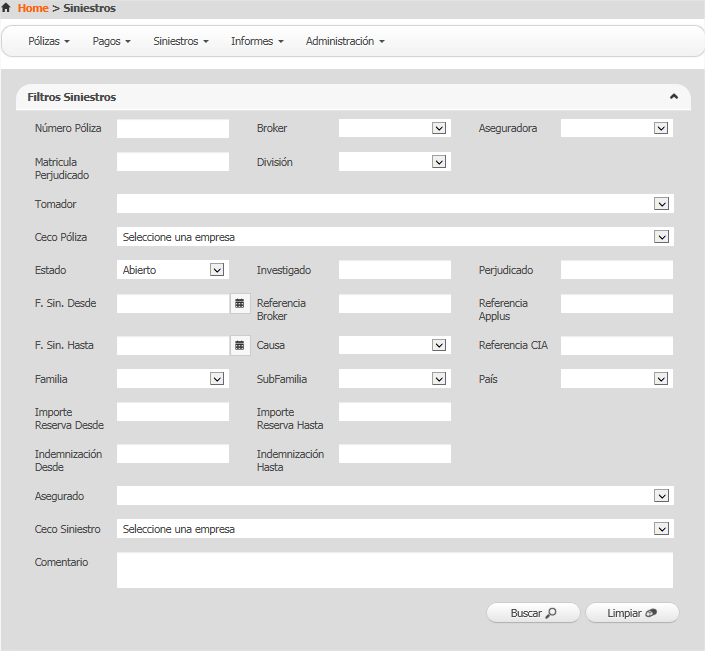 Home > Siniestros
Pólizas Pagos Siniestros Informes Administración
Filtros Siniestros
Número Póliza Broker Aseguradora
Matricula Perjudicado División
Tomador
Ceco Póliza Seleccione una empresa
Estado Abierto Investigado Perjudicado
F. Sin. Desde Referencia Broker Referencia Applus
F. Sin. Hasta Causa Referencia CIA
Familia SubFamilia País
Importe Reserva Desde Importe Reserva Hasta
Indemnización Desde Indemnización Hasta
Asegurado
Ceco Siniestro Seleccione una empresa
Comentario
Buscar Limpiar